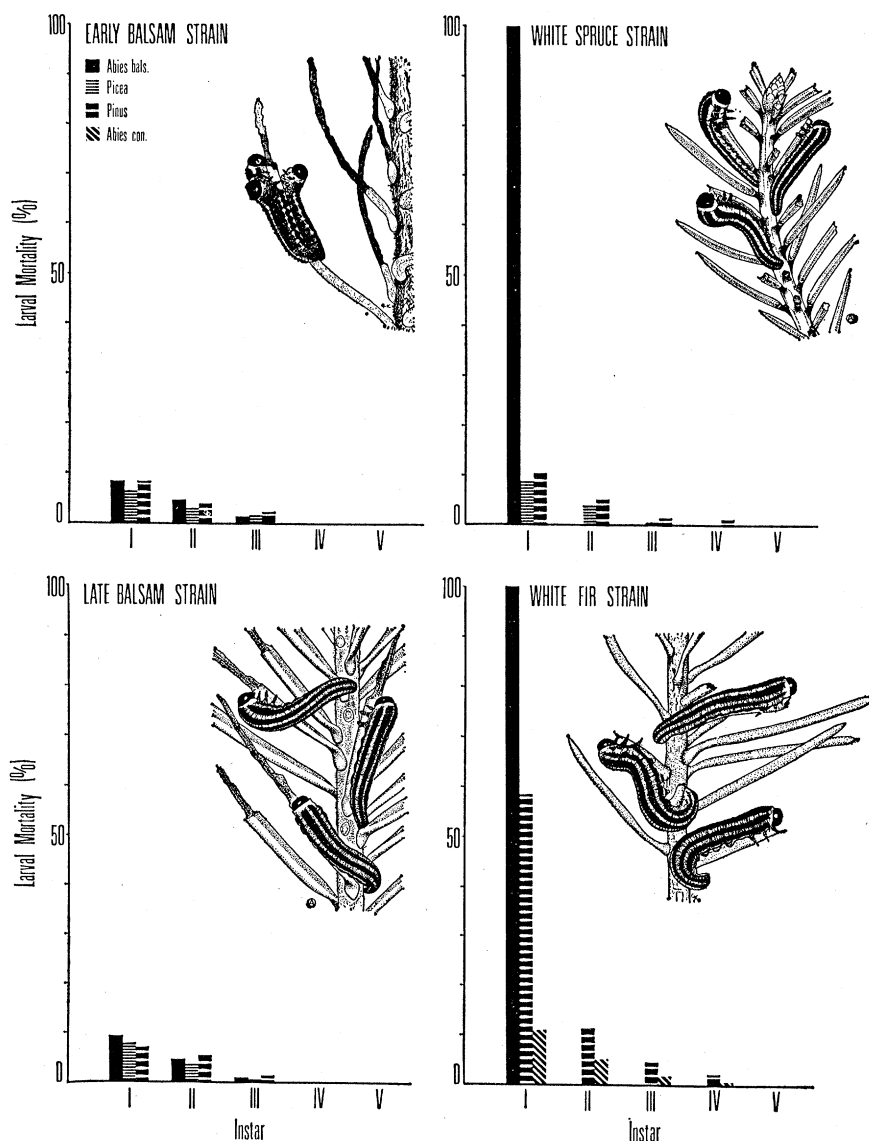 EARLY BALSAM STRAIN
Abies bals.
Picea
Pinus
Abies con.
Larval Mortality (%)
100
50
0
I II III IV V
WHITE SPRUCE STRAIN
100
50
0
I II III IV V
LATE BALSAM STRAIN
Larval Mortality (%)
100
50
0
I II III IV V
Instar
WHITE FIR STRAIN
100
50
0
I II III IV V
Instar